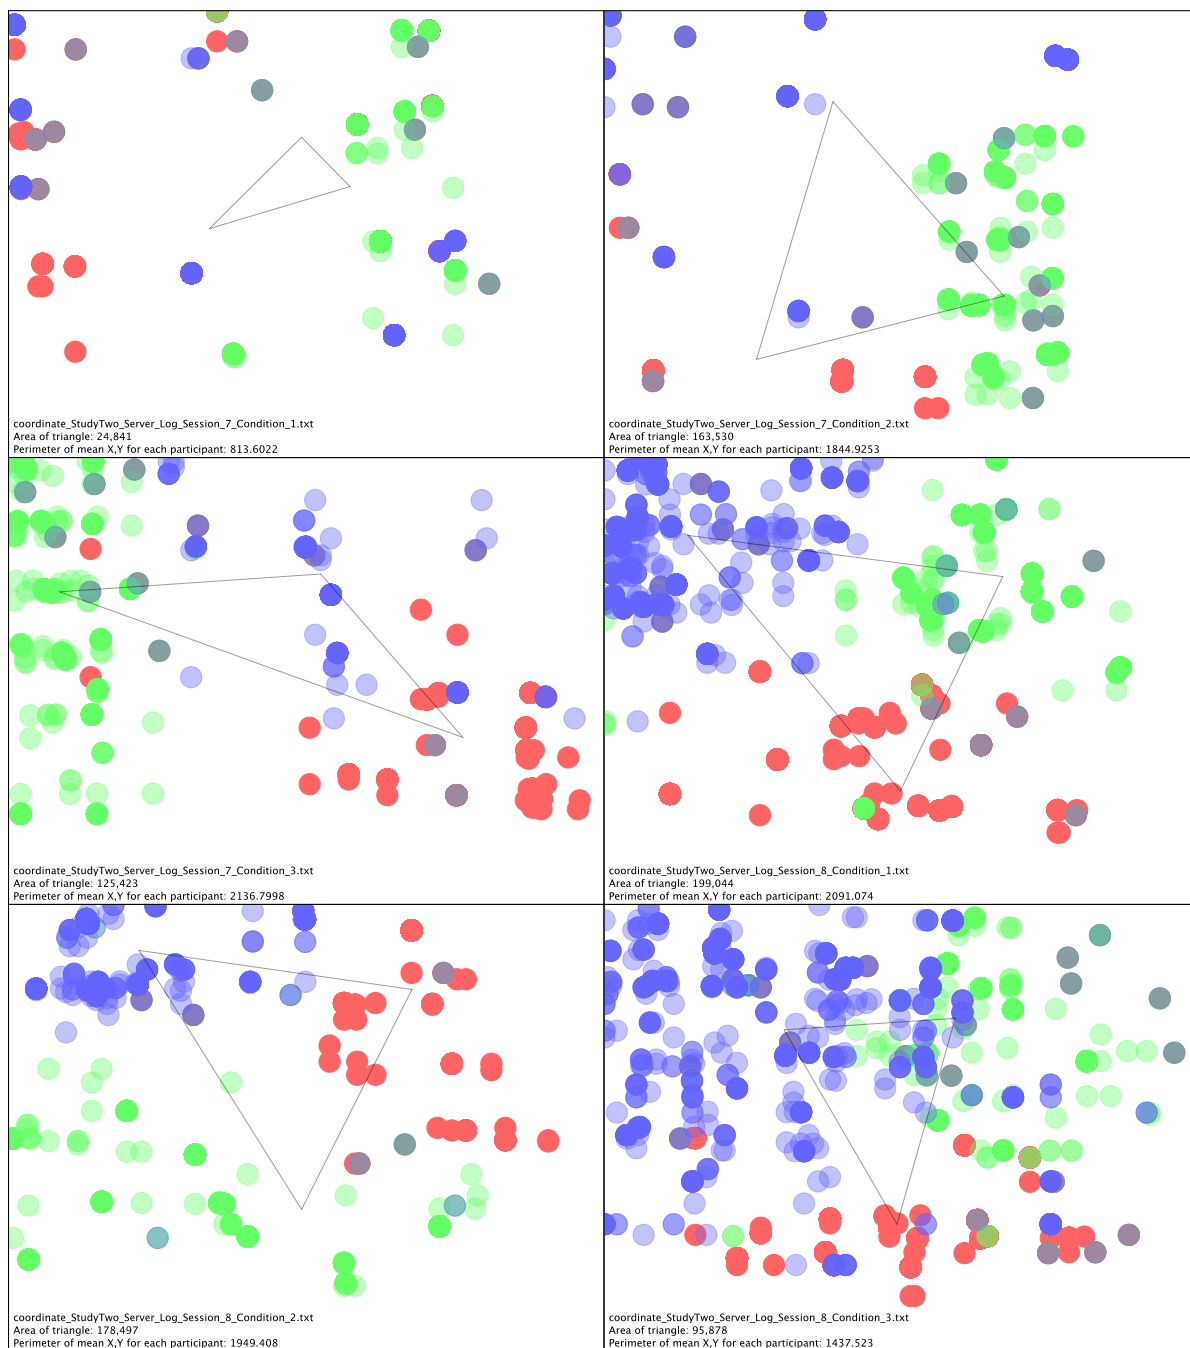 coordinate_StudyTwo_Server_Log_Session_7_Condition_1.txt
Area of triangle: 24,841
Perimeter of mean X,Y for each participant: 813.6022
coordinate_StudyTwo_Server_Log_Session_7_Condition_2.txt
Area of triangle: 163,530
Perimeter of mean X,Y for each participant: 1844.9253
coordinate_StudyTwo_Server_Log_Session_7_Condition_3.txt
Area of triangle: 125,423
Perimeter of mean X,Y for each participant: 2136.7998
coordinate_StudyTwo_Server_Log_Session_8_Condition_1.txt
Area of triangle: 199,044
Perimeter of mean X,Y for each participant: 2091.074
coordinate_StudyTwo_Server_Log_Session_8_Condition_2.txt
Area of triangle: 178,497
Perimeter of mean X,Y for each participant: 1949.408
coordinate_StudyTwo_Server_Log_Session_8_Condition_3.txt
Area of triangle: 95,878
Perimeter of mean X,Y for each participant: 1437.523